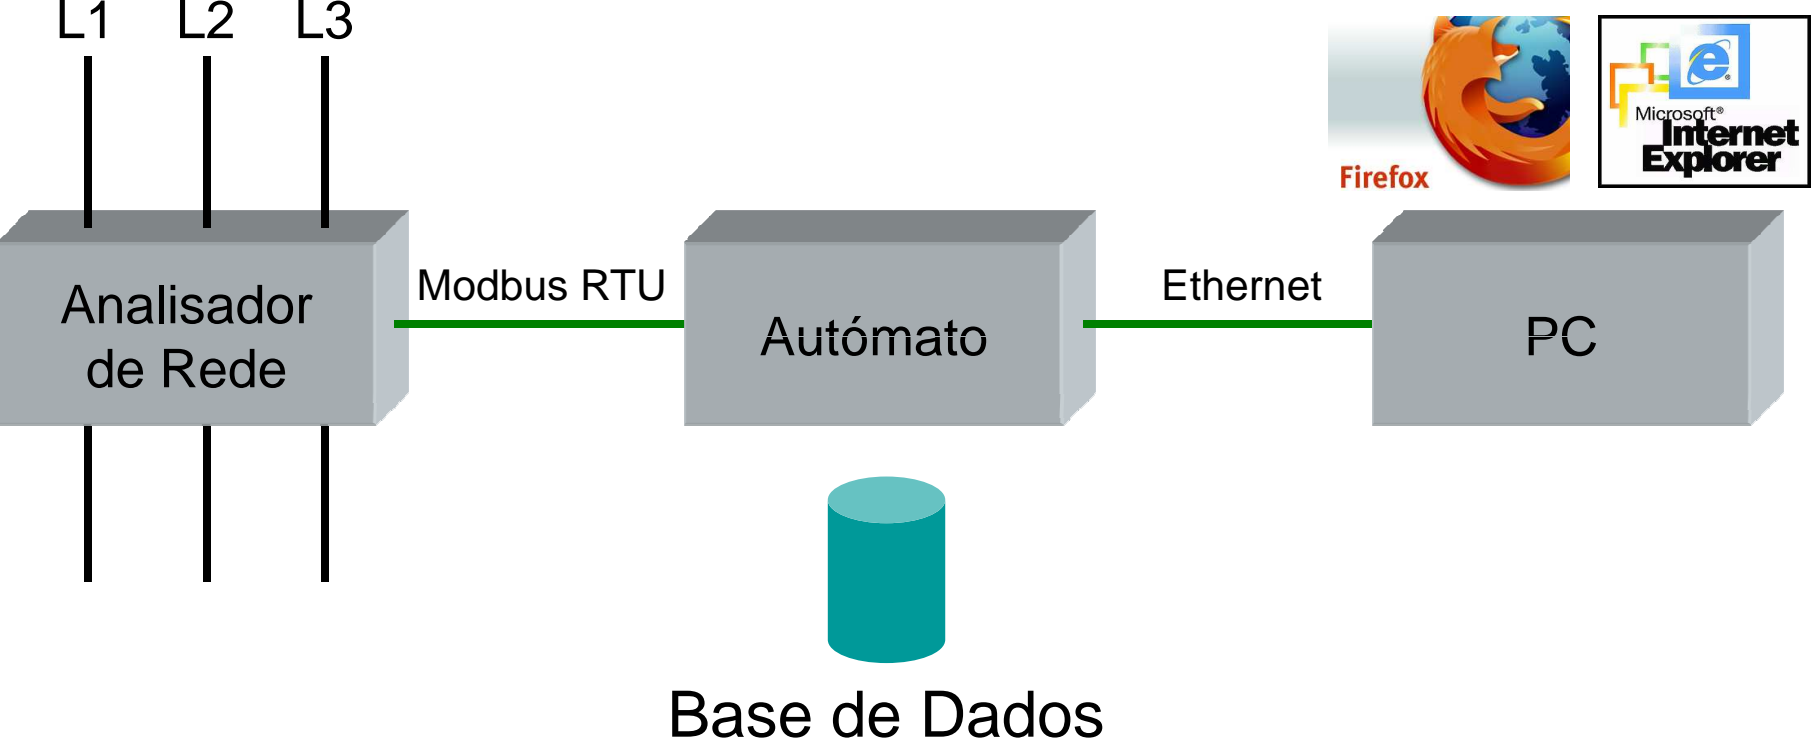 L1 L2 L3
Firefox
Microsoft®
Internet
Explorer
Analisador
de Rede
Modbus RTU
Autómato
Ethernet
PC
Base de Dados